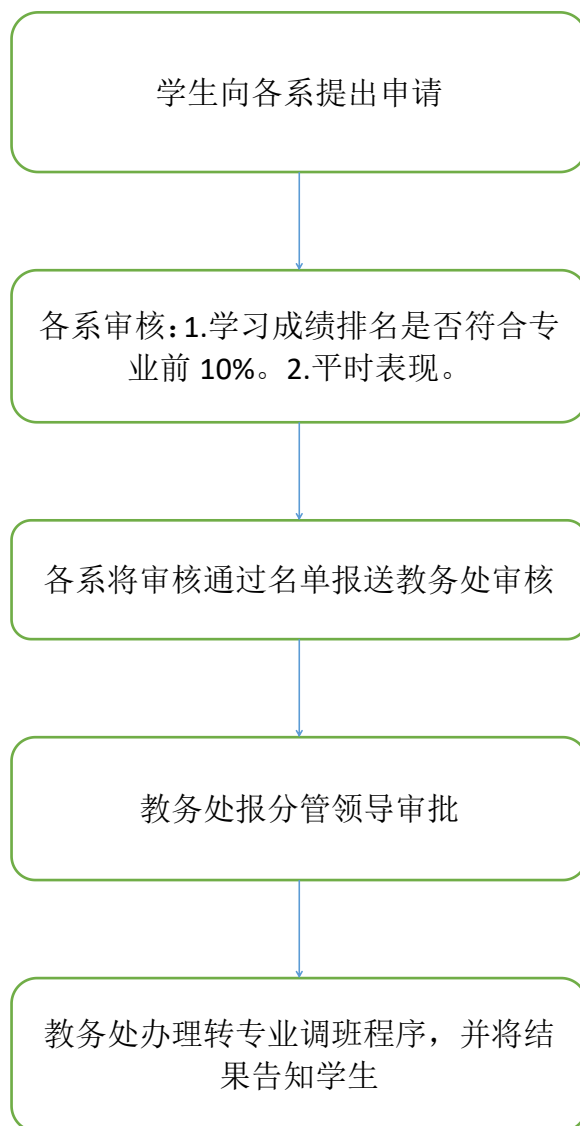 学生向各系提出申请
各系审核：1.学习成绩排名是否符合专
业前 10%。2.平时表现。
各系将审核通过名单报送教务处审核
教务处报分管领导审批
教务处办理转专业调班程序，并将结
果告知学生